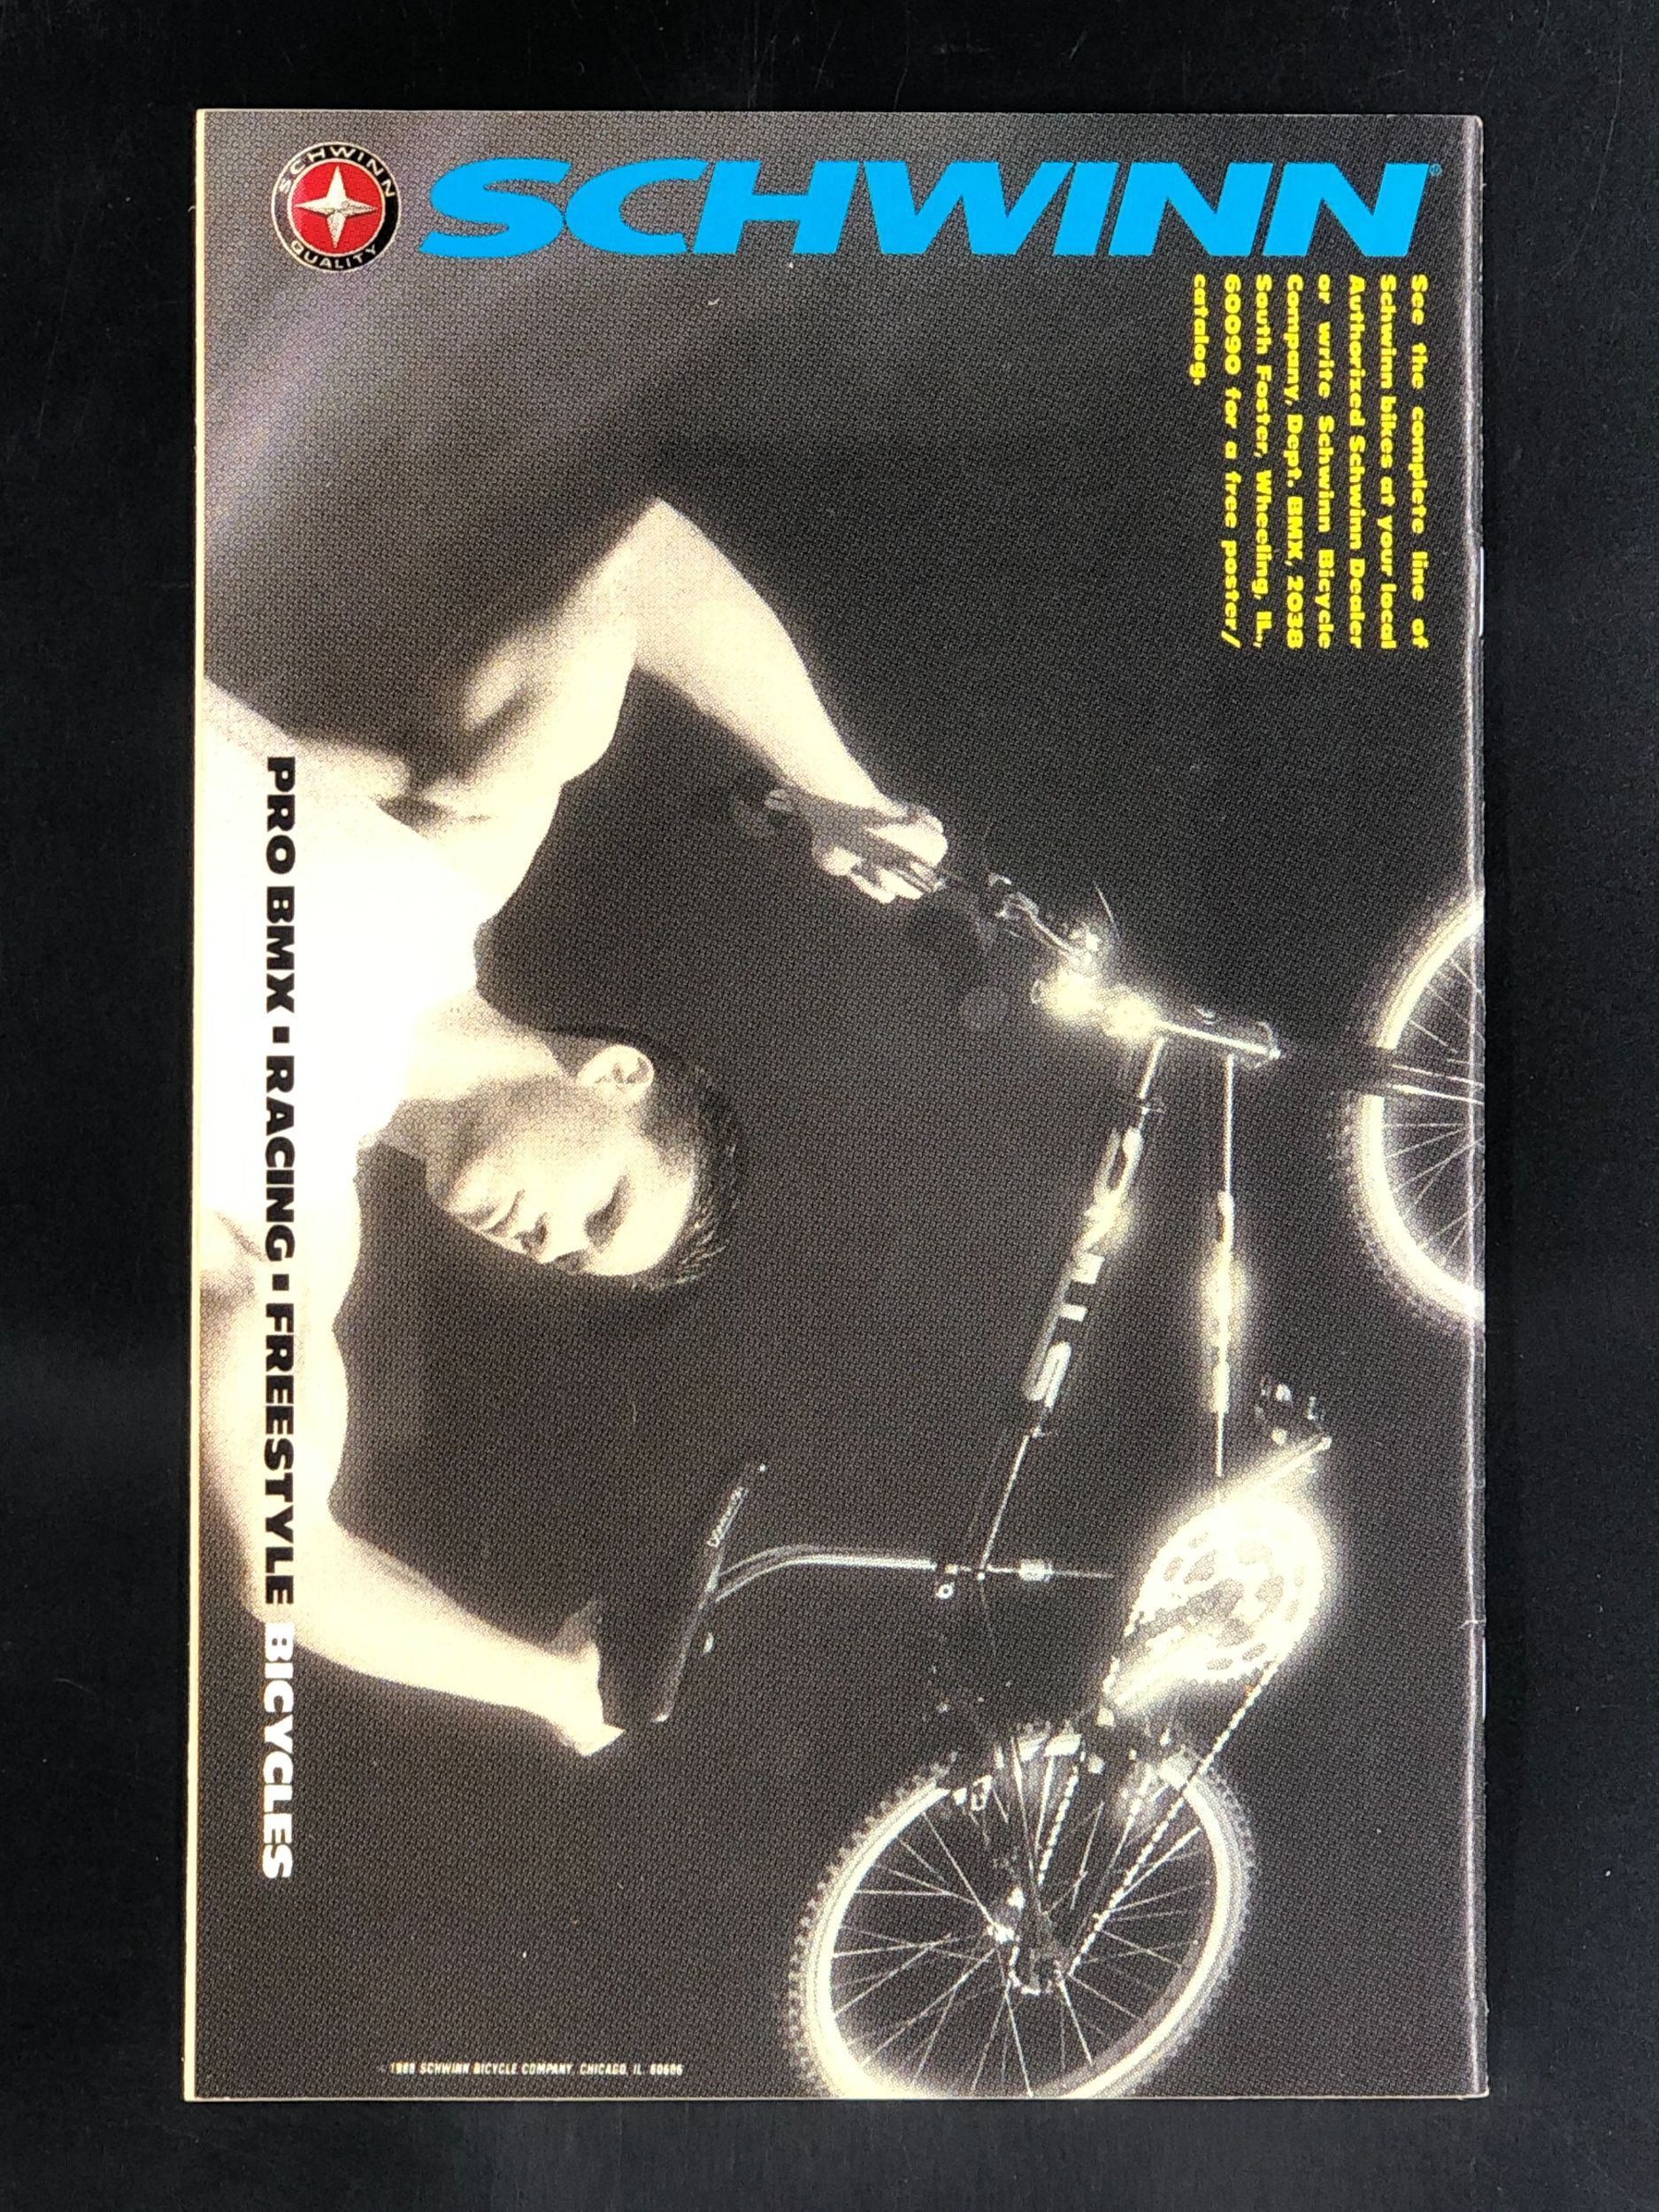 SCHWINN QUALITY
SCHWINN®
See the complete line of
Schwinn bikes at your local
Authorized Schwinn Dealer
or write Schwinn Bicycle
Company, Dept. BMX, 2038
South Foster, Wheeling, IL,
60090 for a free poster/
catalog.
STING
PRO BMX ▪ RACING ▪ FREESTYLE BICYCLES
SCHWINN BICYCLE COMPANY, CHICAGO, IL.